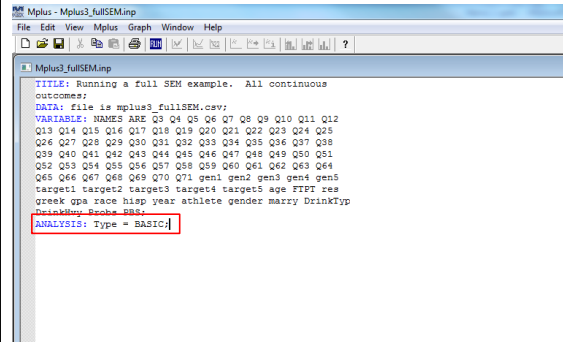 Mplus - Mplus3_fullSEM.inp
File Edit View Mplus Graph Window Help
RUN ?
Mplus3_fullSEM.inp
TITLE: Running a full SEM example. All continuous
outcomes;
DATA: file is mplus3_fullSEM.csv;
VARIABLE: NAMES ARE Q3 Q4 Q5 Q6 Q7 Q8 Q9 Q10 Q11 Q12
Q13 Q14 Q15 Q16 Q17 Q18 Q19 Q20 Q21 Q22 Q23 Q24 Q25
Q26 Q27 Q28 Q29 Q30 Q31 Q32 Q33 Q34 Q35 Q36 Q37 Q38
Q39 Q40 Q41 Q42 Q43 Q44 Q45 Q46 Q47 Q48 Q49 Q50 Q51
Q52 Q53 Q54 Q55 Q56 Q57 Q58 Q59 Q60 Q61 Q62 Q63 Q64
Q65 Q66 Q67 Q68 Q69 Q70 Q71 gen1 gen2 gen3 gen4 gen5
target1 target2 target3 target4 target5 age FTPT res
greek gpa race hisp year athlete gender marry DrinkTyp
DrinkHvy Probs PBS;
ANALYSIS: Type = BASIC;